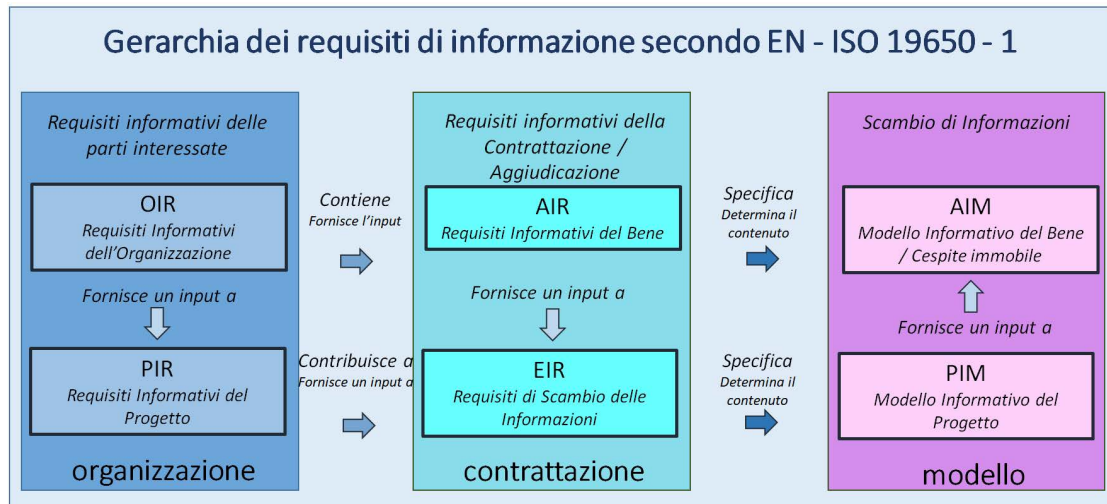 Gerarchia dei requisiti di informazione secondo EN - ISO 19650 - 1
Requisiti informativi delle
parti interessate
OIR
Requisiti Informativi
dell'Organizzazione
Fornisce un input a
PIR
Requisiti Informativi del
Progetto
organizzazione
Contiene
Fornisce l'input
Contribuisce a
Fornisce un input a
Requisiti informativi della
Contrattazione /
Aggiudicazione
AIR
Requisiti Informativi del Bene
Fornisce un input a
EIR
Requisiti di Scambio delle
Informazioni
contrattazione
Specifica
Determina il
contenuto
Specifica
Determina il
contenuto
Scambio di Informazioni
AIM
Modello Informativo del Bene
/ Cespite immobile
Fornisce un input a
PIM
Modello Informativo del
Progetto
modello